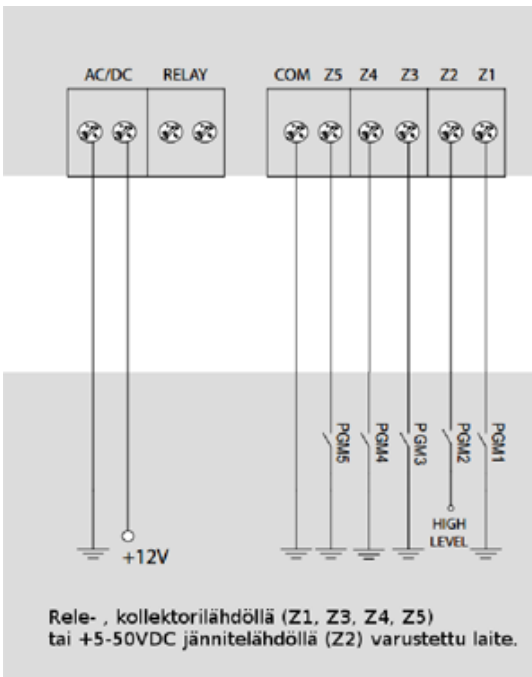 AC/DC RELAY COM Z5 Z4 Z3 Z2 Z1
PGM5 PGM4 PGM3 PGM2 PGM1
HIGH
LEVEL
+12V
Rele- , kollektorilähdöllä (Z1, Z3, Z4, Z5)
tai +5-50VDC jännitelähdöllä (Z2) varustettu laite.